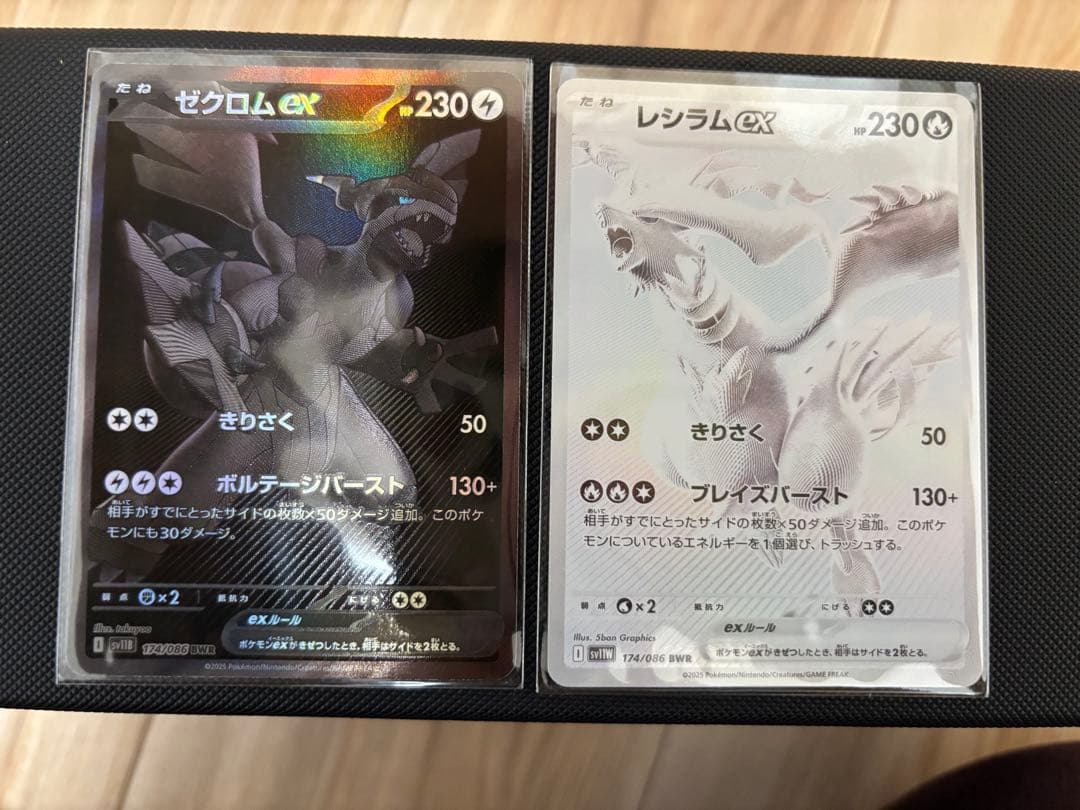 たね
ゼクロムex
HP230
きりさく
50
ボルテージバースト
130+
相手がすでにとったサイドの枚数×50ダメージ追加。このポケ
モンにも30ダメージ。
弱点
×2
抵抗力
にげる
exルール
ポケモンexがきぜつしたとき、相手はサイドを2枚とる。
Illus. takuyoa
I sv11B 174/086 BWR
©2025 Pokémon/Nintendo/Creatures/GAME FREAK
たね
レシラムex
HP230
きりさく
50
ブレイズバースト
130+
相手がすでにとったサイドの枚数×50ダメージ追加。このポケ
モンについているエネルギーを1個選び、トラッシュする。
弱点
×2
抵抗力
にげる
exルール
ポケモンexがきぜつしたとき、相手はサイドを2枚とる。
Illus. 5ban Graphics
I sv11W 174/086 BWR
©2025 Pokémon/Nintendo/Creatures/GAME FREAK